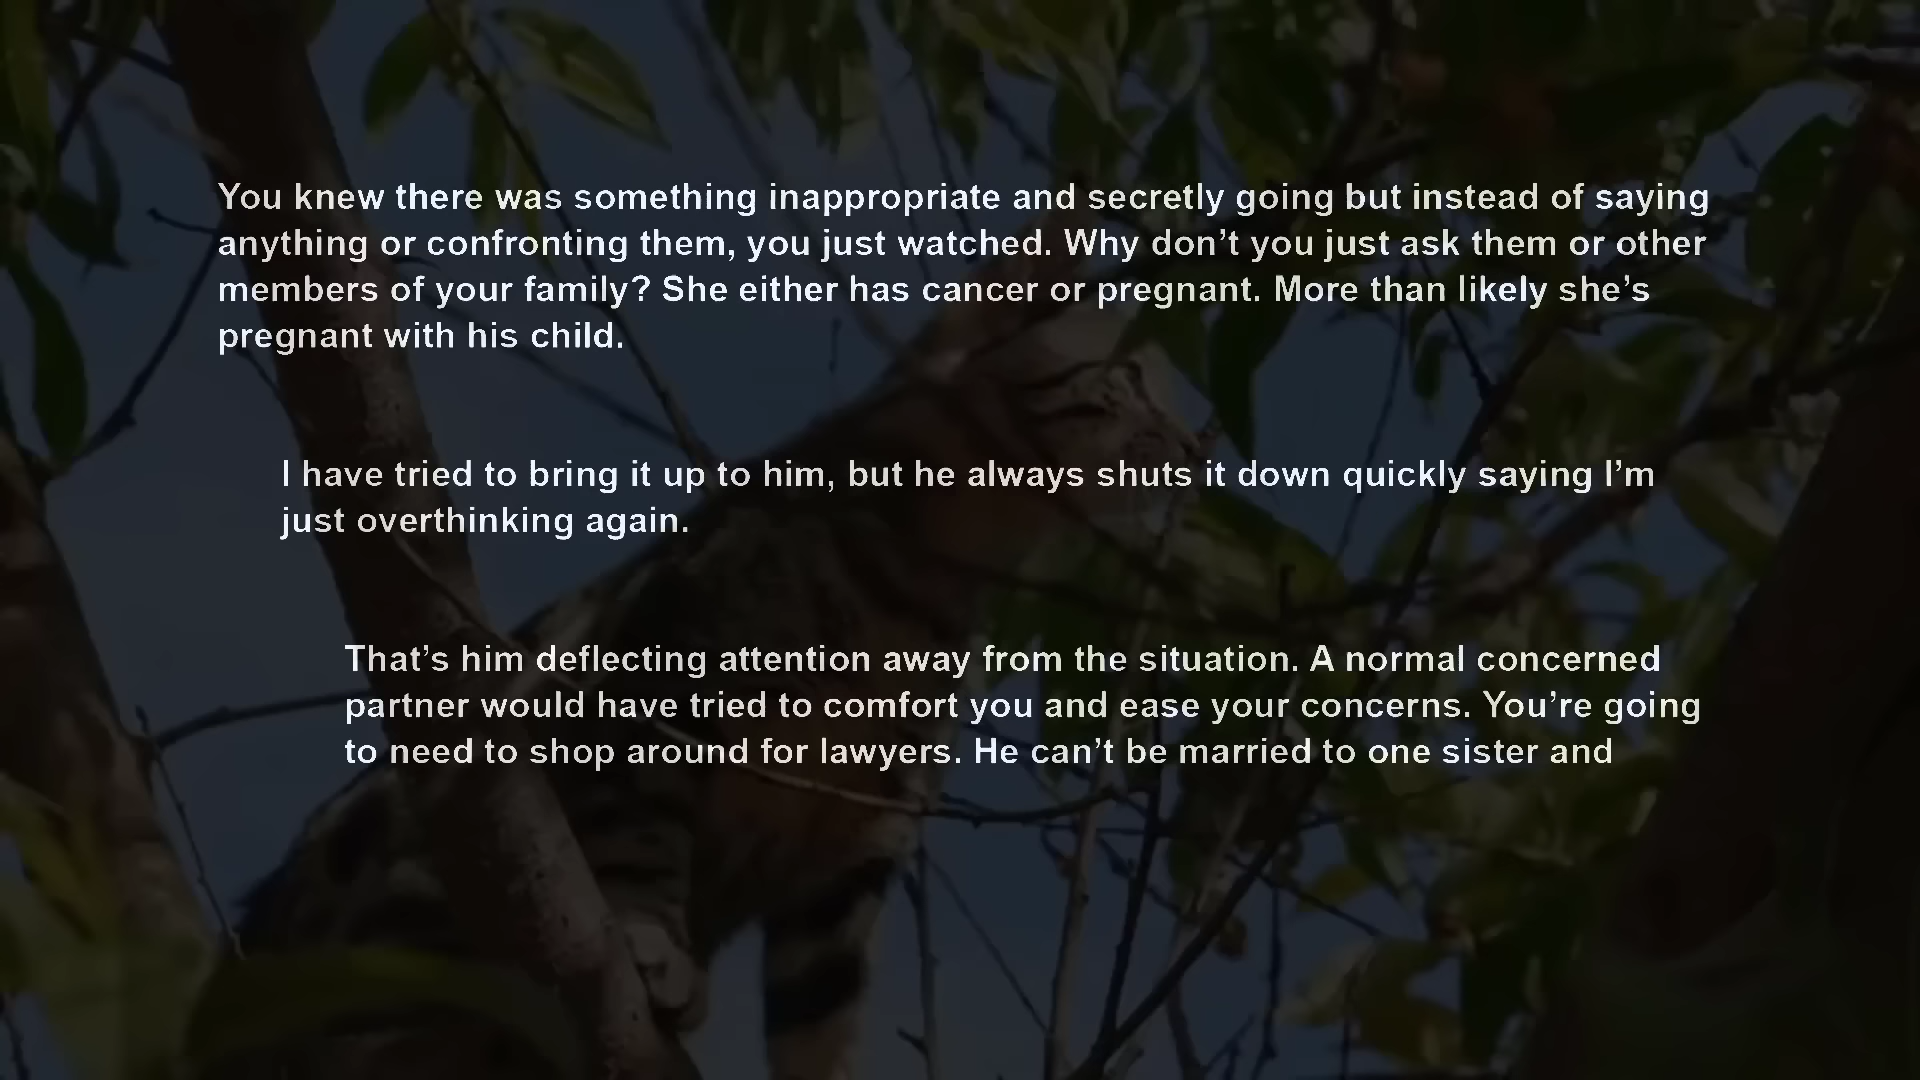 You knew there was something inappropriate and secretly going but instead of saying
anything or confronting them, you just watched. Why don’t you just ask them or other
members of your family? She either has cancer or pregnant. More than likely she’s
pregnant with his child.
I have tried to bring it up to him, but he always shuts it down quickly saying I’m
just overthinking again.
That’s him deflecting attention away from the situation. A normal concerned
partner would have tried to comfort you and ease your concerns. You’re going
to need to shop around for lawyers. He can’t be married to one sister and